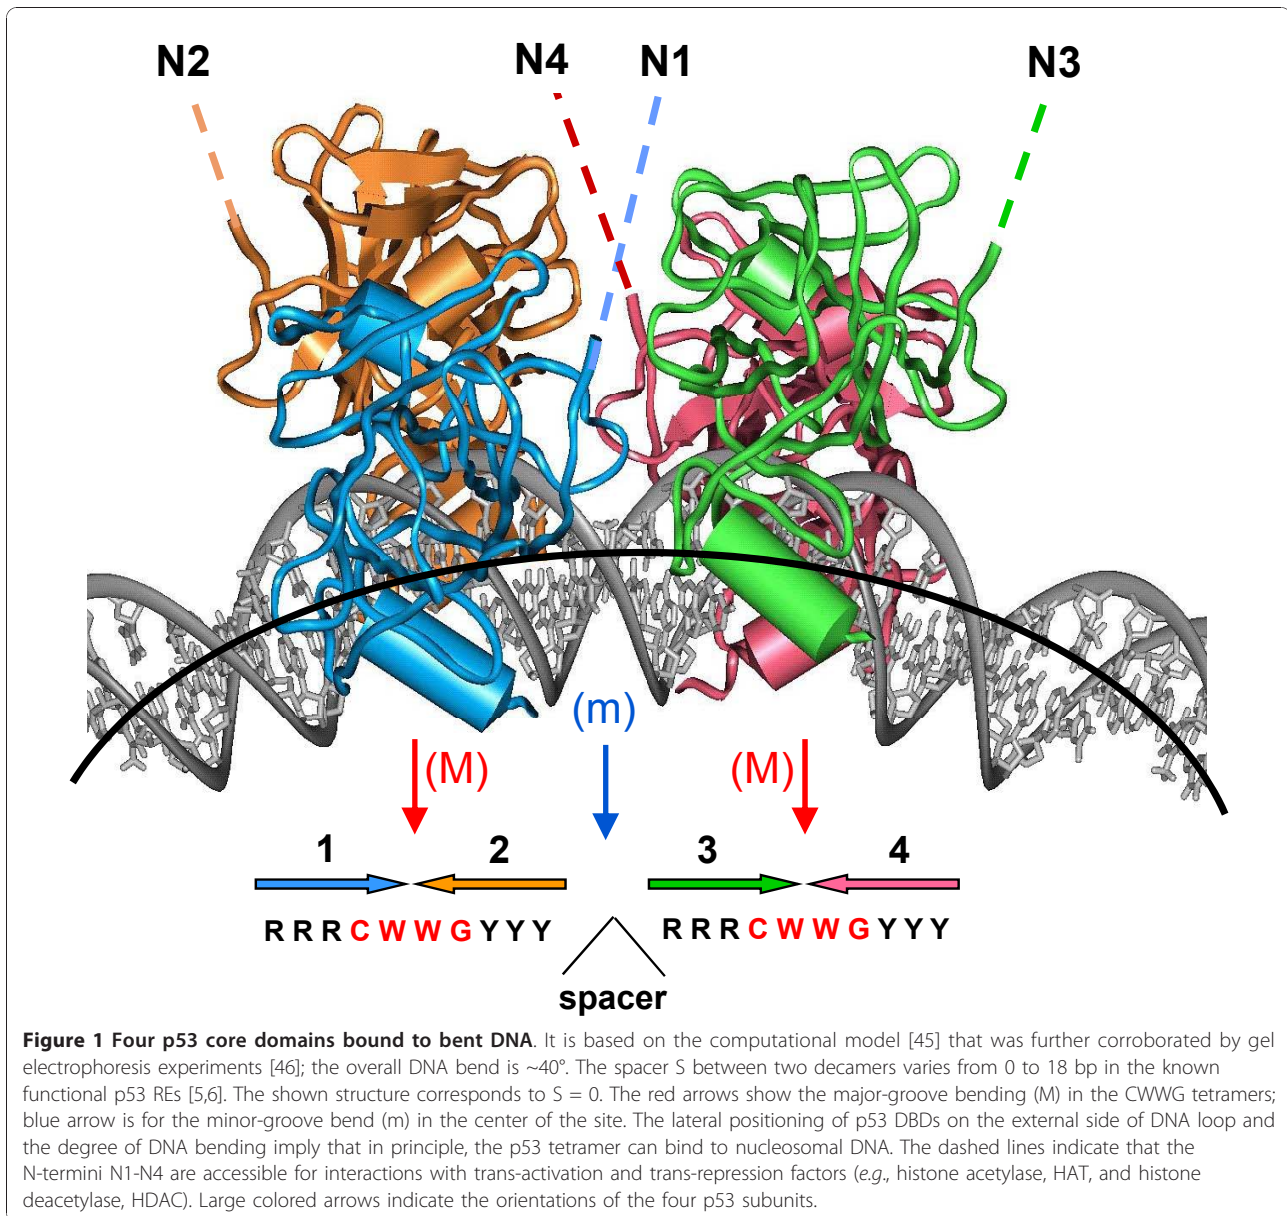 N2 N4 N1 N3
(m)
(M) (M)
1 2 3 4
R R R C W W G Y Y Y R R R C W W G Y Y Y
spacer
Figure 1 Four p53 core domains bound to bent DNA. It is based on the computational model [45] that was further corroborated by gel
electrophoresis experiments [46]; the overall DNA bend is ~40°. The spacer S between two decamers varies from 0 to 18 bp in the known
functional p53 REs [5,6]. The shown structure corresponds to S = 0. The red arrows show the major-groove bending (M) in the CWWG tetramers;
blue arrow is for the minor-groove bend (m) in the center of the site. The lateral positioning of p53 DBDs on the external side of DNA loop and
the degree of DNA bending imply that in principle, the p53 tetramer can bind to nucleosomal DNA. The dashed lines indicate that the
N-termini N1-N4 are accessible for interactions with trans-activation and trans-repression factors (e.g., histone acetylase, HAT, and histone
deacetylase, HDAC). Large colored arrows indicate the orientations of the four p53 subunits.